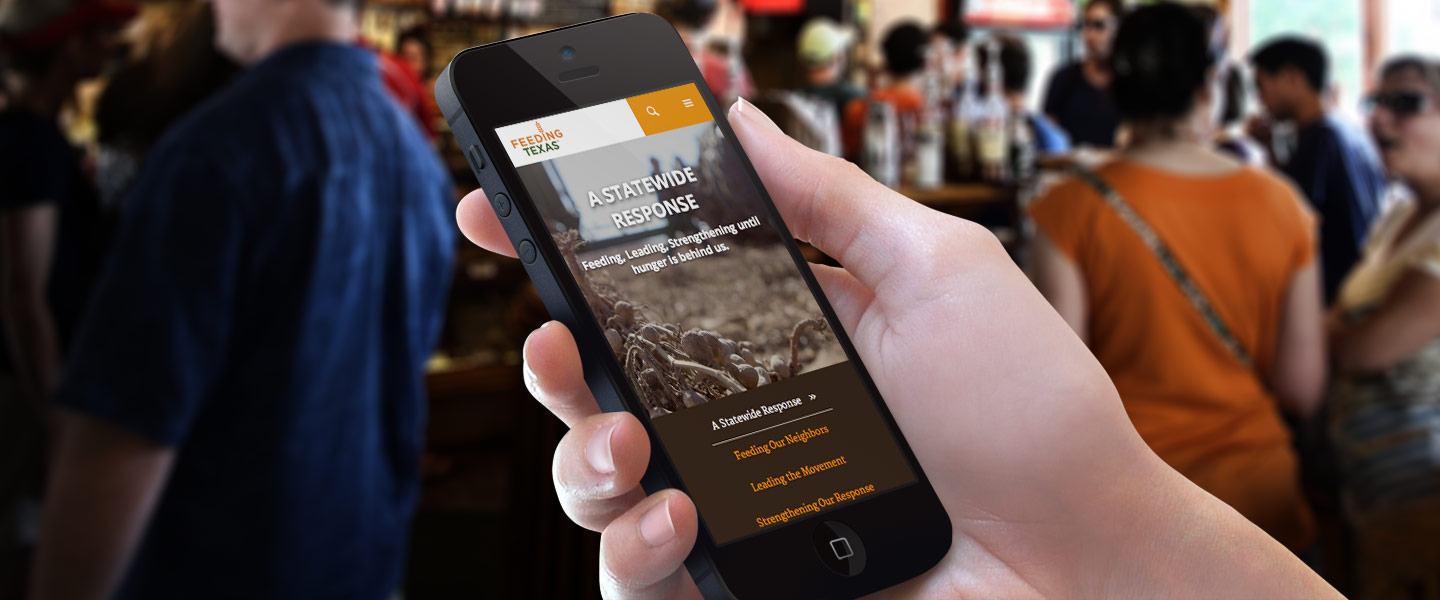 FEEDING
TEXAS
A STATEWIDE
RESPONSE
Feeding, Leading, Strengthening until
hunger is behind us.
A Statewide Response »
Feeding Our Neighbors
Leading the Movement
Strengthening Our Response